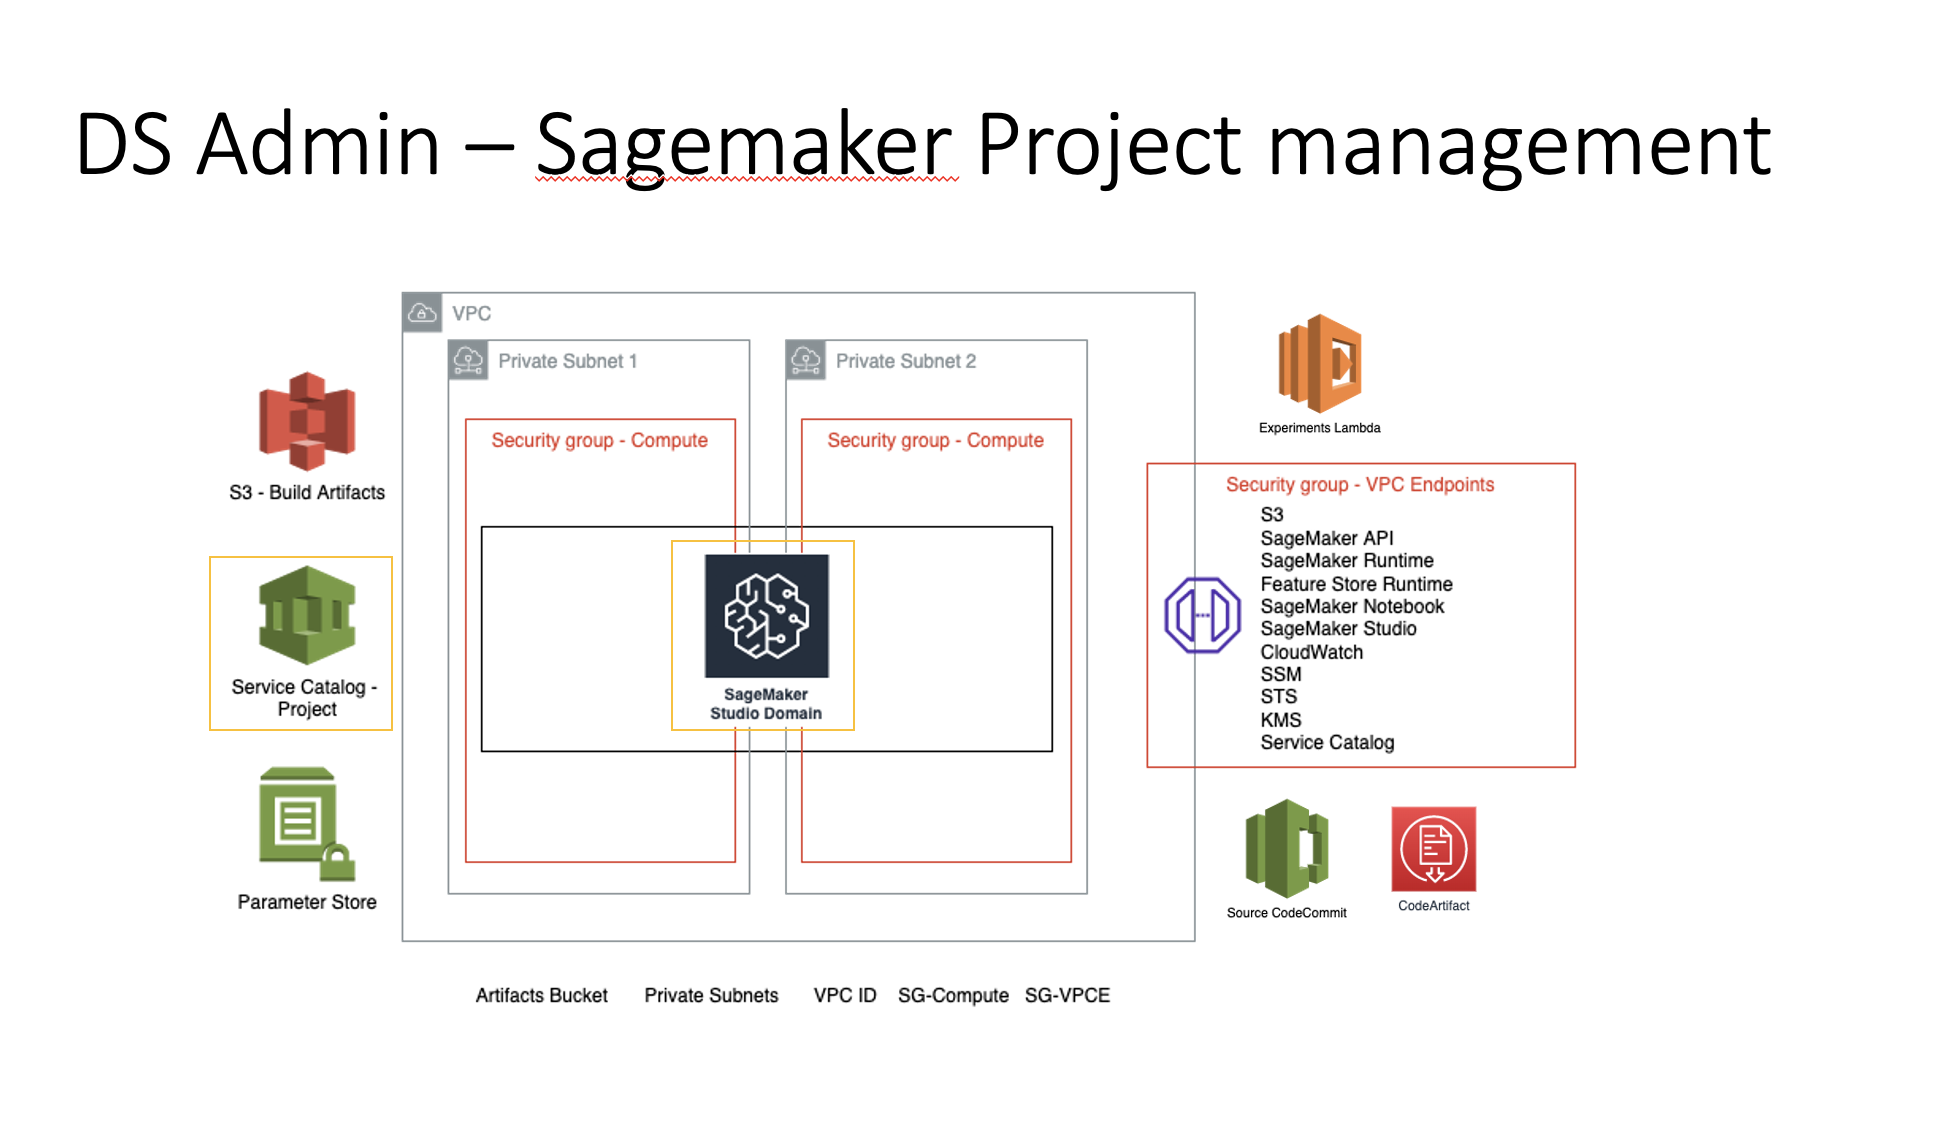 DS Admin – Sagemaker Project management
VPC
Private Subnet 1
Private Subnet 2
Security group - Compute
Security group - Compute
S3 - Build Artifacts
Service Catalog -
Project
Parameter Store
SageMaker
Studio Domain
Experiments Lambda
Security group - VPC Endpoints
S3
SageMaker API
SageMaker Runtime
Feature Store Runtime
SageMaker Notebook
SageMaker Studio
CloudWatch
SSM
STS
KMS
Service Catalog
Source CodeCommit
CodeArtifact
Artifacts Bucket
Private Subnets
VPC ID
SG-Compute
SG-VPCE